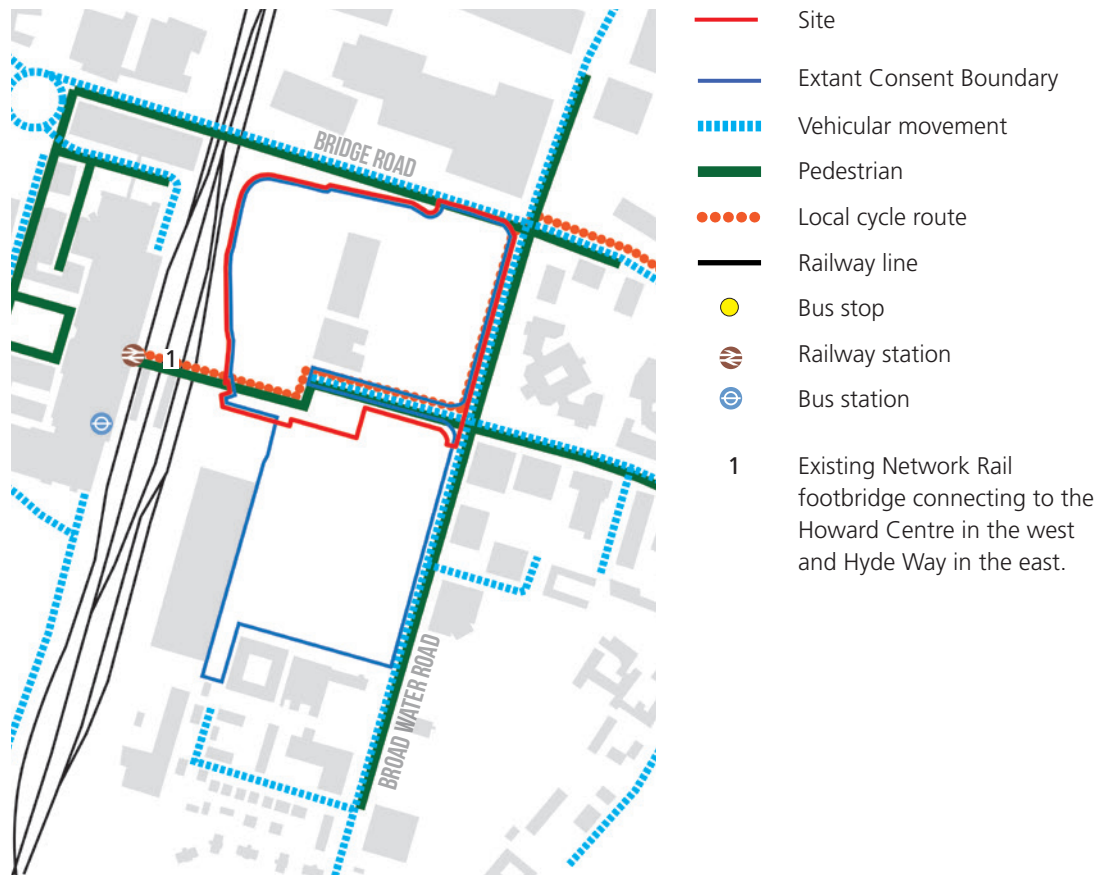 BRIDGE ROAD
1
BROAD WATER ROAD
Site
Extant Consent Boundary
Vehicular movement
Pedestrian
Local cycle route
Railway line
Bus stop
Railway station
Bus station
1 Existing Network Rail
footbridge connecting to the
Howard Centre in the west
and Hyde Way in the east.